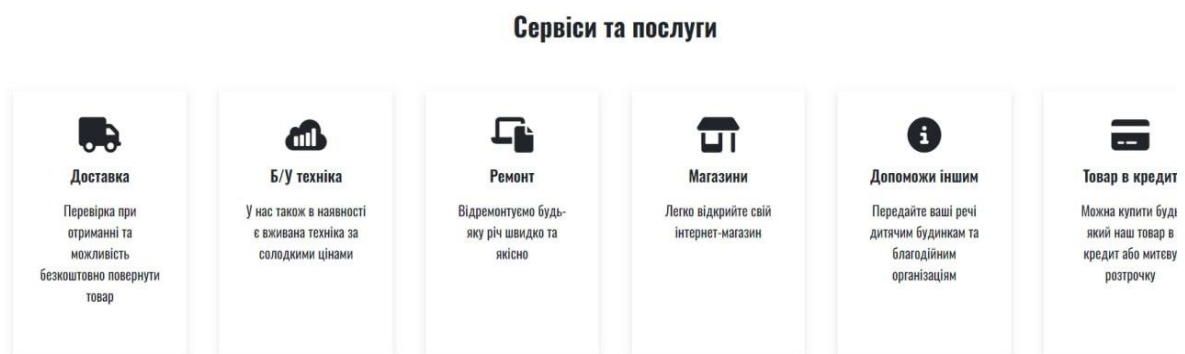 Сервіси та послуги
Доставка
Перевірка при
отриманні та
можливість
безкоштовно повернути
товар
Б/У техніка
У нас також в наявності
є вживана техніка за
солодкими цінами
Ремонт
Відремонтуємо будь-
яку річ швидко та
якісно
Магазини
Легко відкрийте свій
інтернет-магазин
Допоможи іншим
Передайте ваші речі
дитячим будинкам та
благодійним
організаціям
Товар в кредит
Можна купити будь
який наш товар в
кредит або митєву
розтрочку